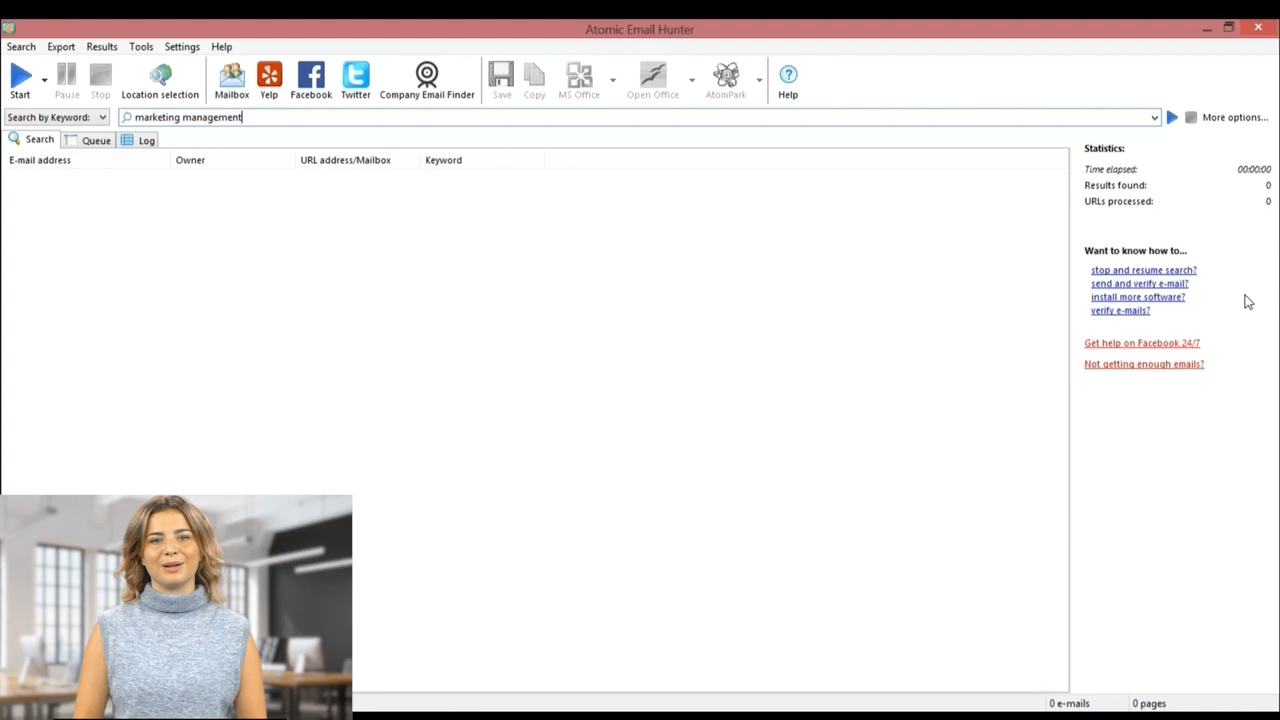 Atomic Email Hunter
Search Export Results Tools Settings Help
Start Pause Stop Location selection Mailbox Yelp Facebook Twitter Company Email Finder Save Copy MS Office Open Office AtomPark Help
Search by Keyword: marketing management More options...
Search Queue Log
E-mail address Owner URL address/Mailbox Keyword
Statistics:
Time elapsed: 00:00:00
Results found: 0
URLs processed: 0
Want to know how to...
stop and resume search?
send and verify e-mail?
install more software?
verify e-mails?
Get help on Facebook 24/7
Not getting enough emails?
0 e-mails 0 pages